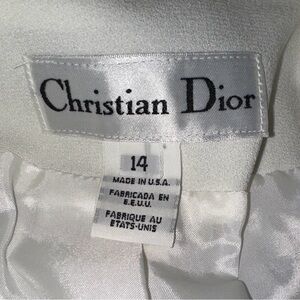 Christian Dior
14
MADE IN U.S.A.
FABRICADA EN
E.E.U.U.
FABRIQUE AU
ETATS-UNIS